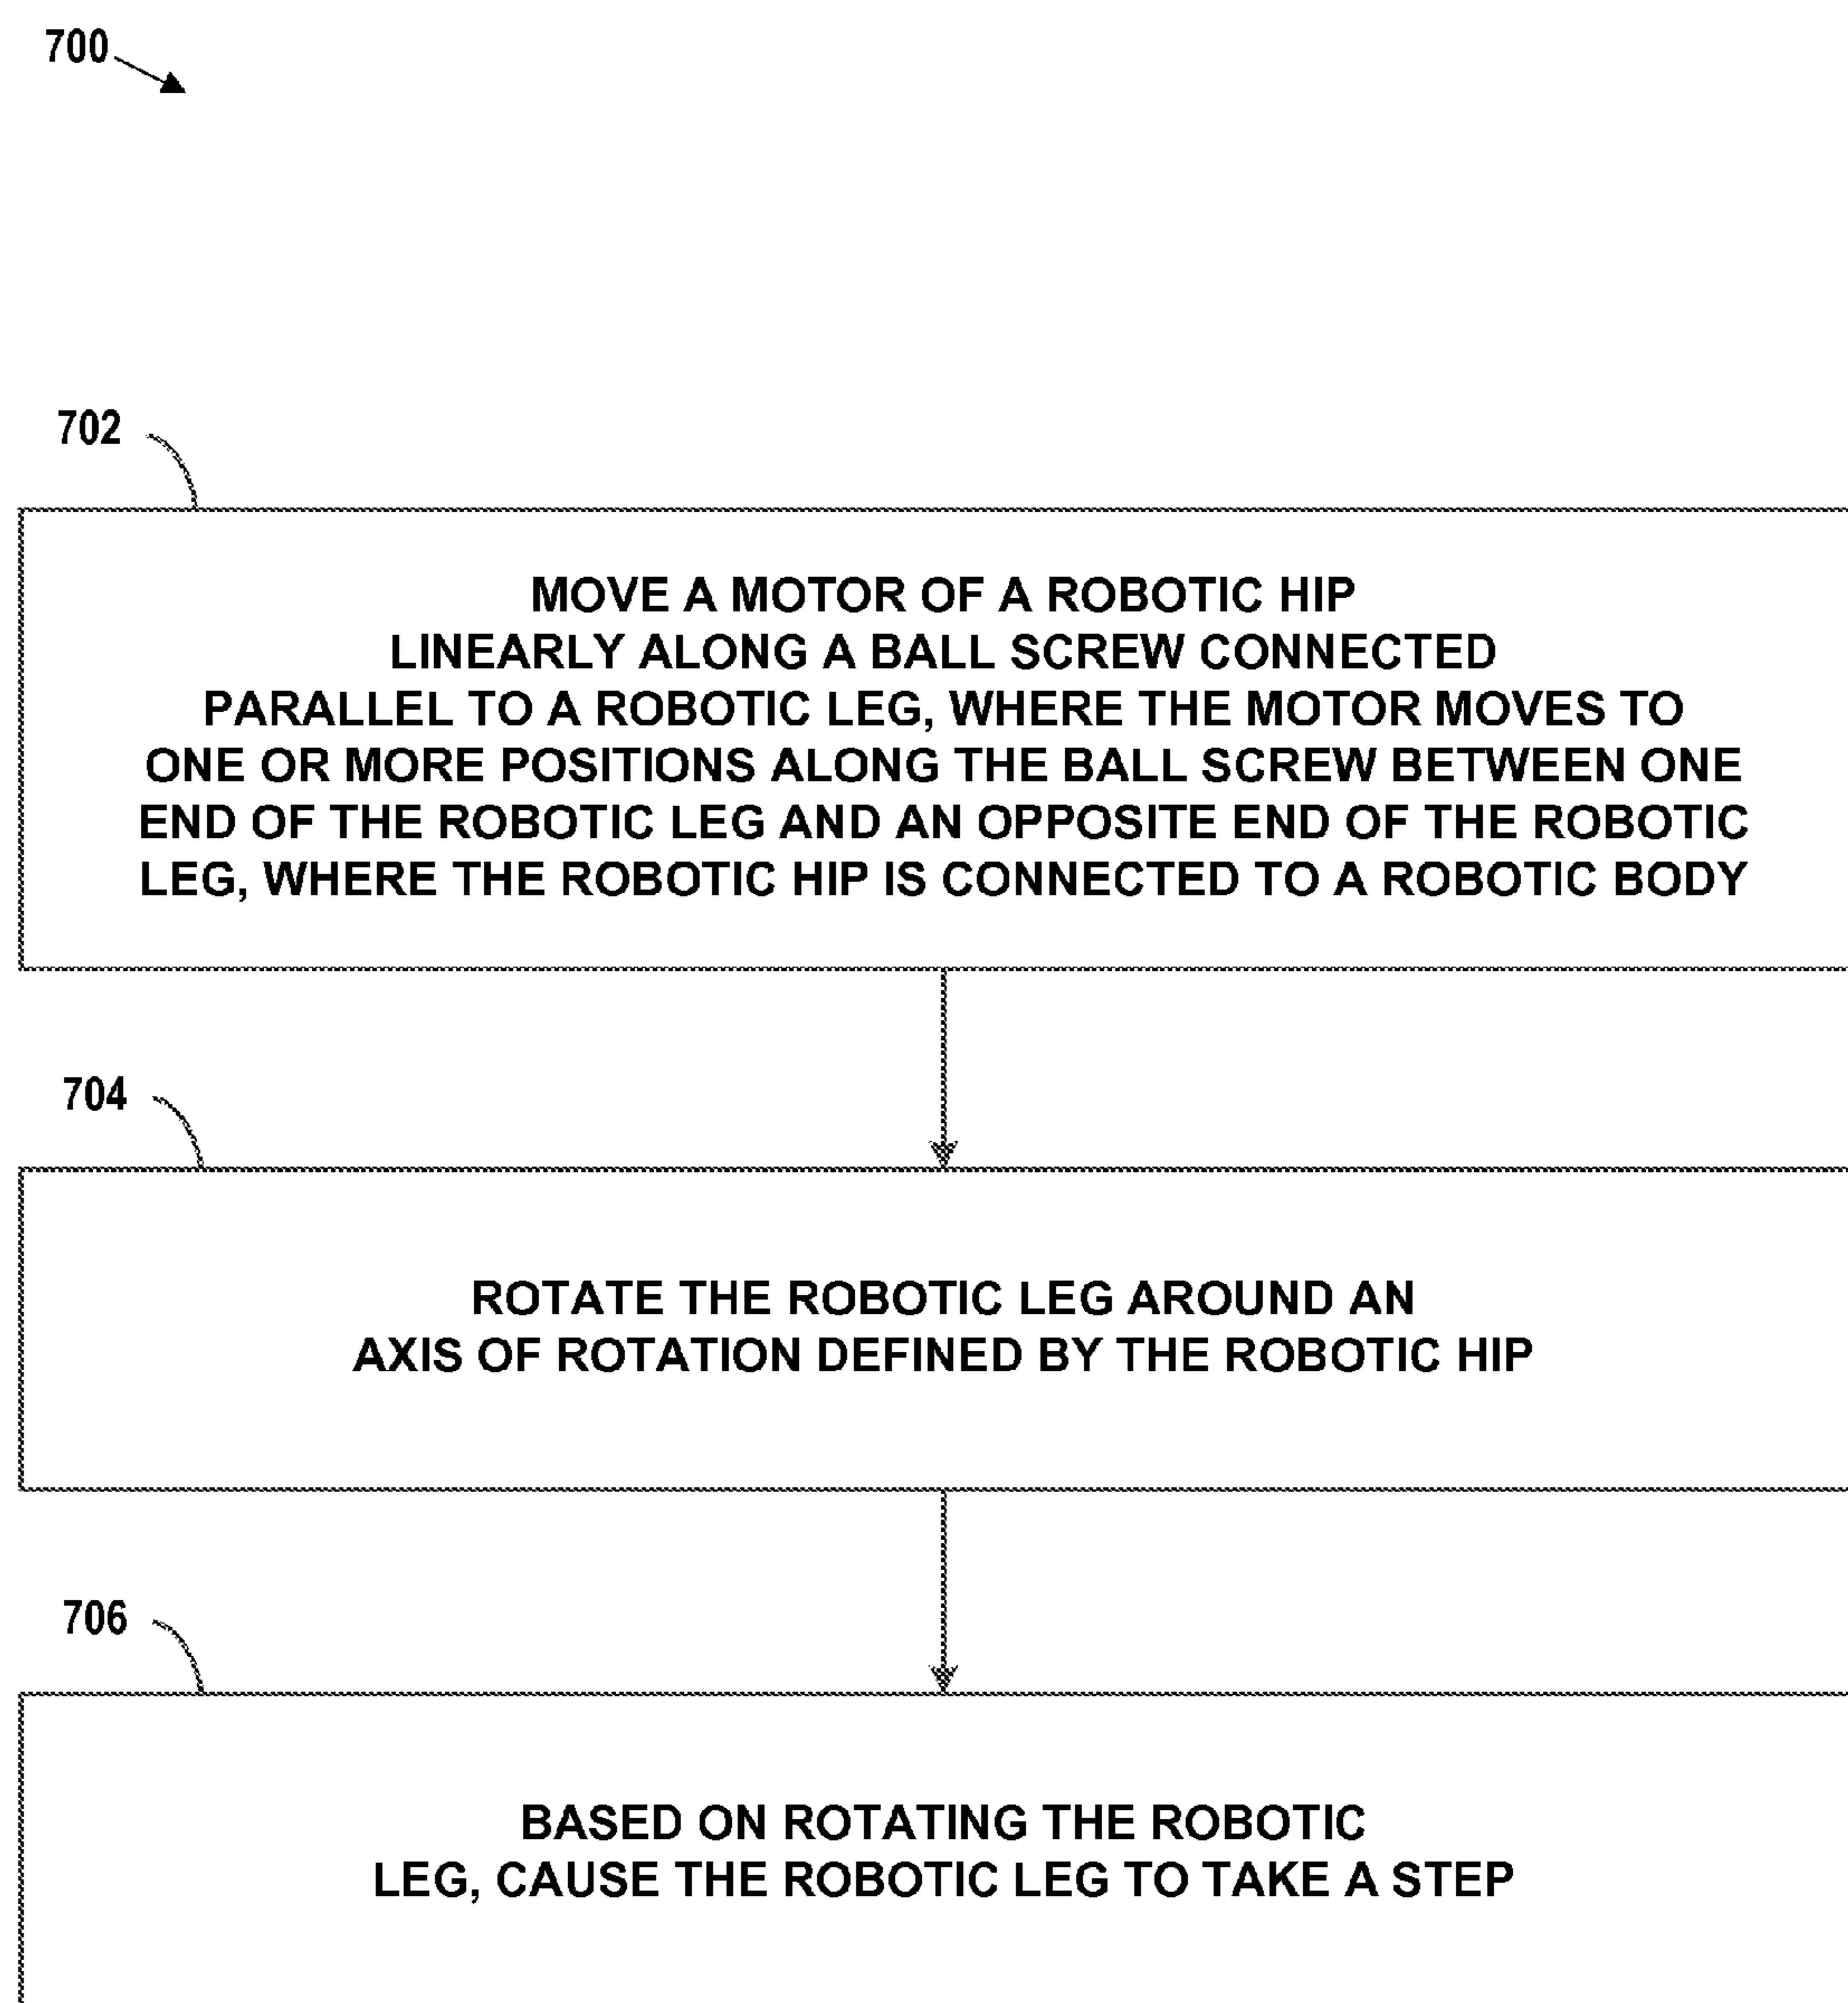 700
702
MOVE A MOTOR OF A ROBOTIC HIP
LINEARLY ALONG A BALL SCREW CONNECTED
PARALLEL TO A ROBOTIC LEG, WHERE THE MOTOR MOVES TO
ONE OR MORE POSITIONS ALONG THE BALL SCREW BETWEEN ONE
END OF THE ROBOTIC LEG AND AN OPPOSITE END OF THE ROBOTIC
LEG, WHERE THE ROBOTIC HIP IS CONNECTED TO A ROBOTIC BODY
704
ROTATE THE ROBOTIC LEG AROUND AN
AXIS OF ROTATION DEFINED BY THE ROBOTIC HIP
706
BASED ON ROTATING THE ROBOTIC
LEG, CAUSE THE ROBOTIC LEG TO TAKE A STEP